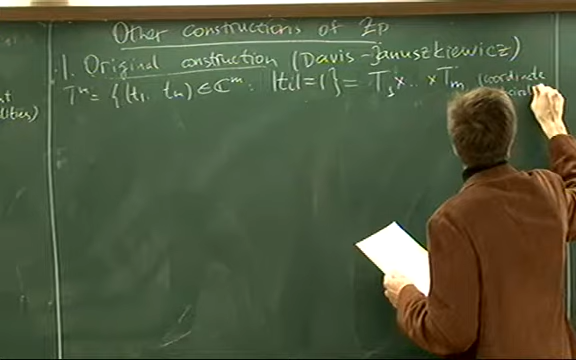 Other constructions of Zp
1. Original construction (Davis-Januszkiewicz)
T^m = {(t1.. tm) ∈ ℂ^m : |ti|=1} = T1 × .. × Tm (coordinate